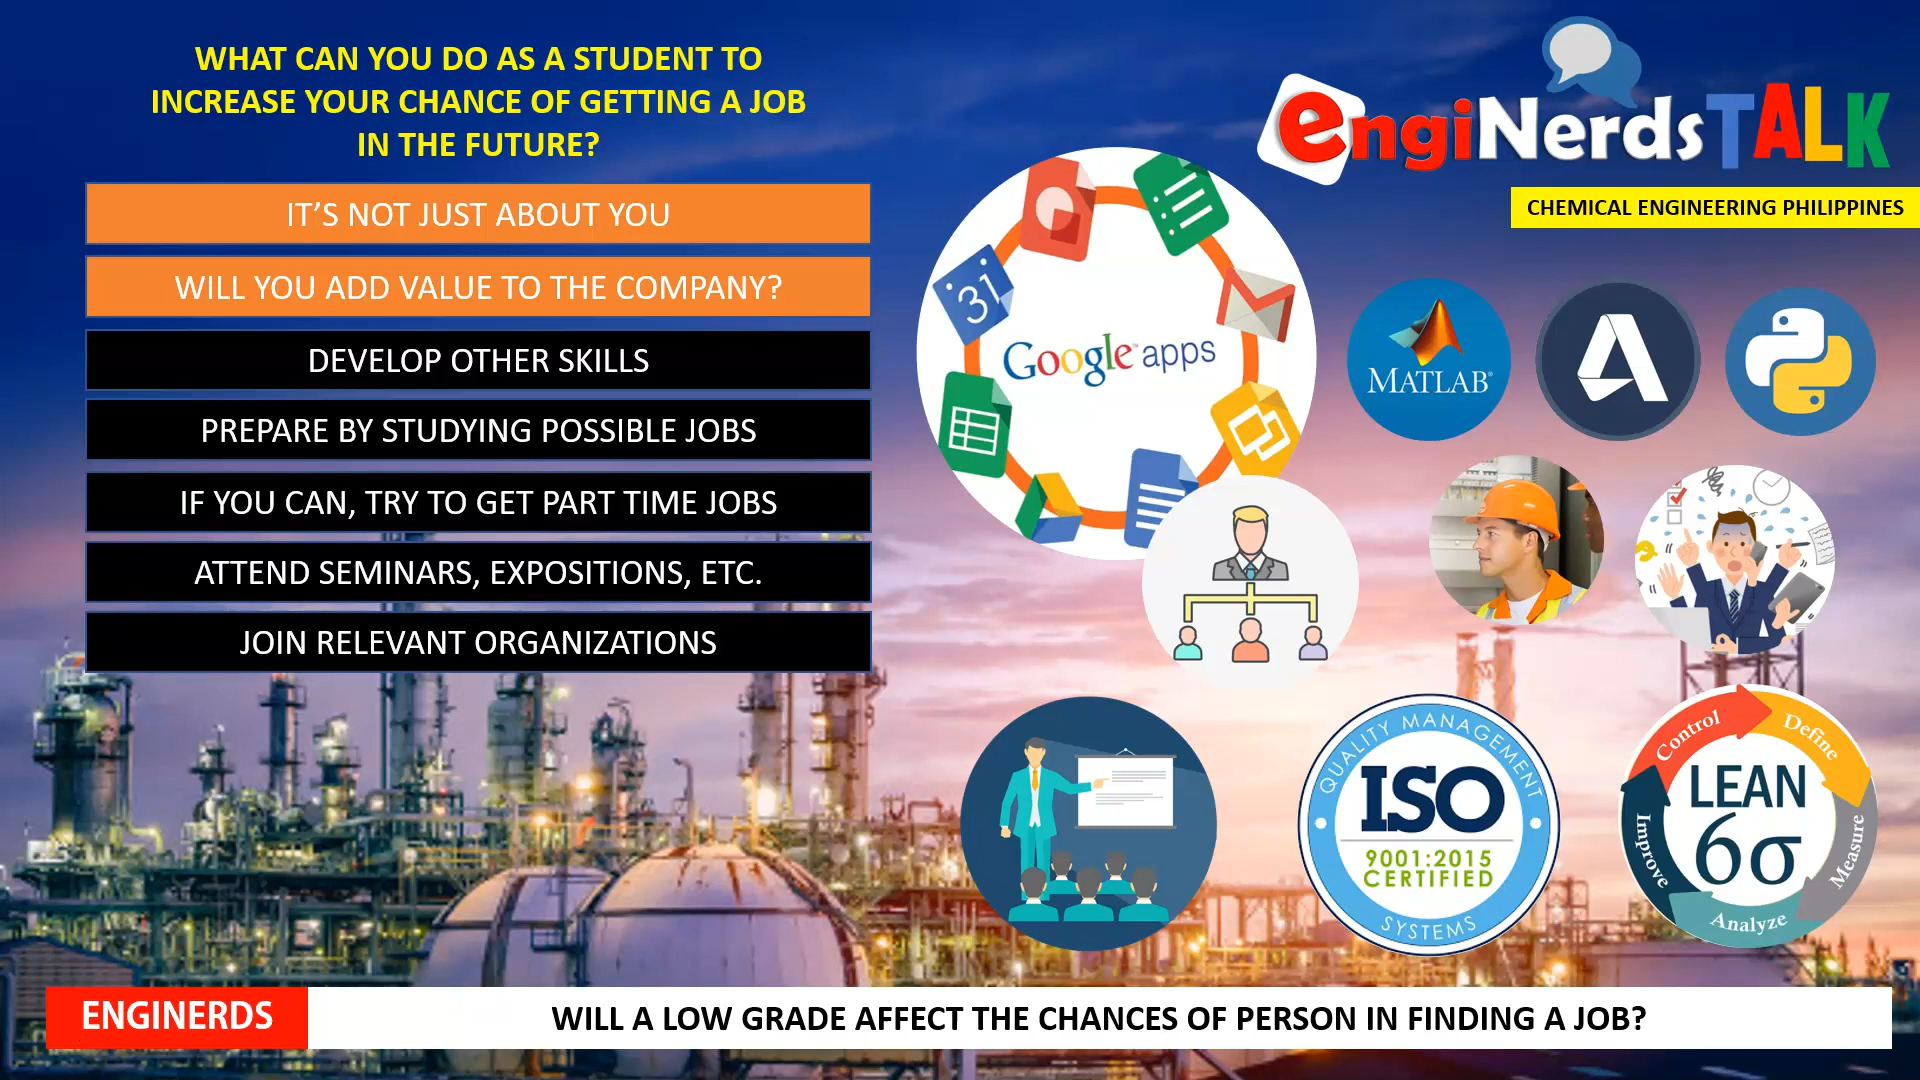 WHAT CAN YOU DO AS A STUDENT TO
INCREASE YOUR CHANCE OF GETTING A JOB
IN THE FUTURE?
IT'S NOT JUST ABOUT YOU
WILL YOU ADD VALUE TO THE COMPANY?
DEVELOP OTHER SKILLS
PREPARE BY STUDYING POSSIBLE JOBS
IF YOU CAN, TRY TO GET PART TIME JOBS
ATTEND SEMINARS, EXPOSITIONS, ETC.
JOIN RELEVANT ORGANIZATIONS
engiNerdsTALK
CHEMICAL ENGINEERING PHILIPPINES
31
Google™ apps
MATLAB®
QUALITY MANAGEMENT
ISO
9001:2015
CERTIFIED
SYSTEMS
Control
Define
LEAN
6σ
Improve
Measure
Analyze
ENGINERDS
WILL A LOW GRADE AFFECT THE CHANCES OF PERSON IN FINDING A JOB?